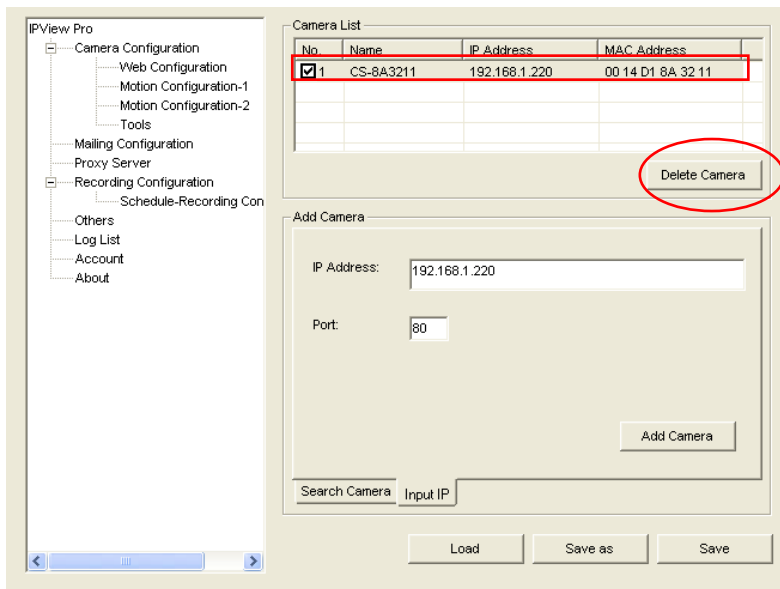 IPView Pro
Camera Configuration
Web Configuration
Motion Configuration-1
Motion Configuration-2
Tools
Mailing Configuration
Proxy Server
Recording Configuration
Schedule-Recording Con
Others
Log List
Account
About
Camera List
No. Name IP Address MAC Address
1 CS-8A3211 192.168.1.220 00 14 D1 8A 32 11
Delete Camera
Add Camera
IP Address: 192.168.1.220
Port: 80
Add Camera
Search Camera Input IP
Load Save as Save